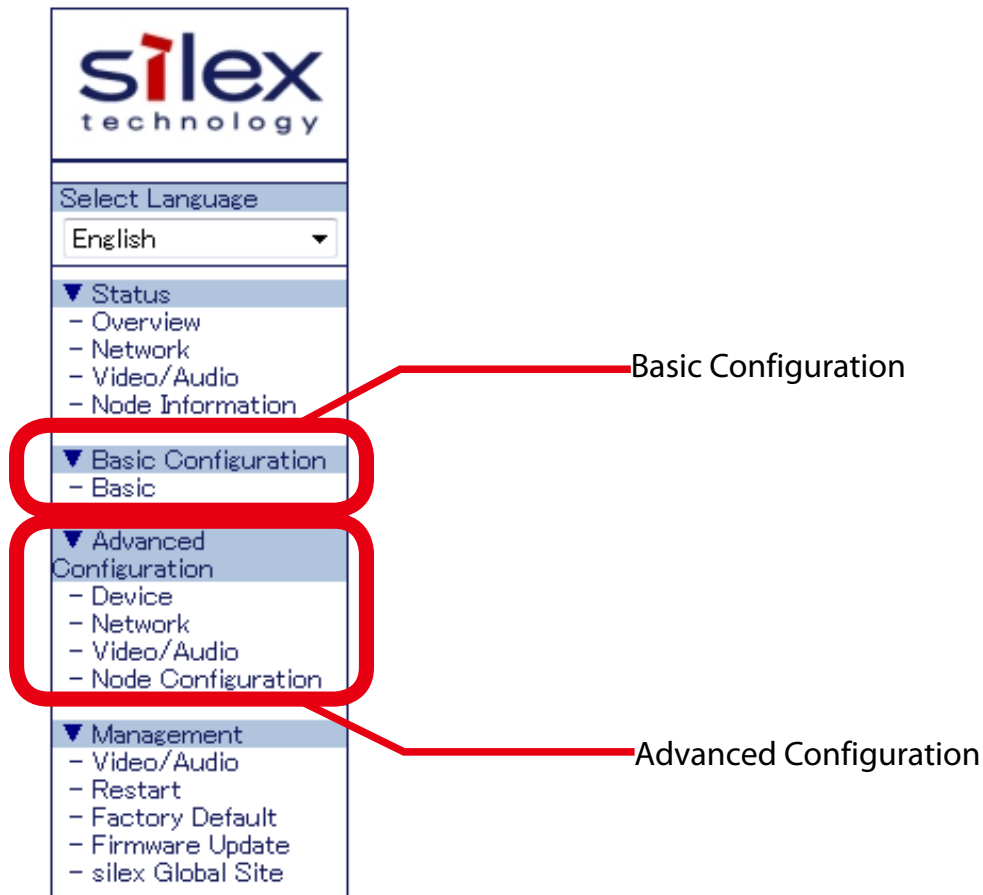 silex
technology
Select Language
English
▼ Status
- Overview
- Network
- Video/Audio
- Node Information
Basic Configuration
▼ Basic Configuration
- Basic
▼ Advanced
Configuration
- Device
- Network
- Video/Audio
- Node Configuration
▼ Management
Advanced Configuration
- Video/Audio
- Restart
- Factory Default
- Firmware Update
- silex Global Site